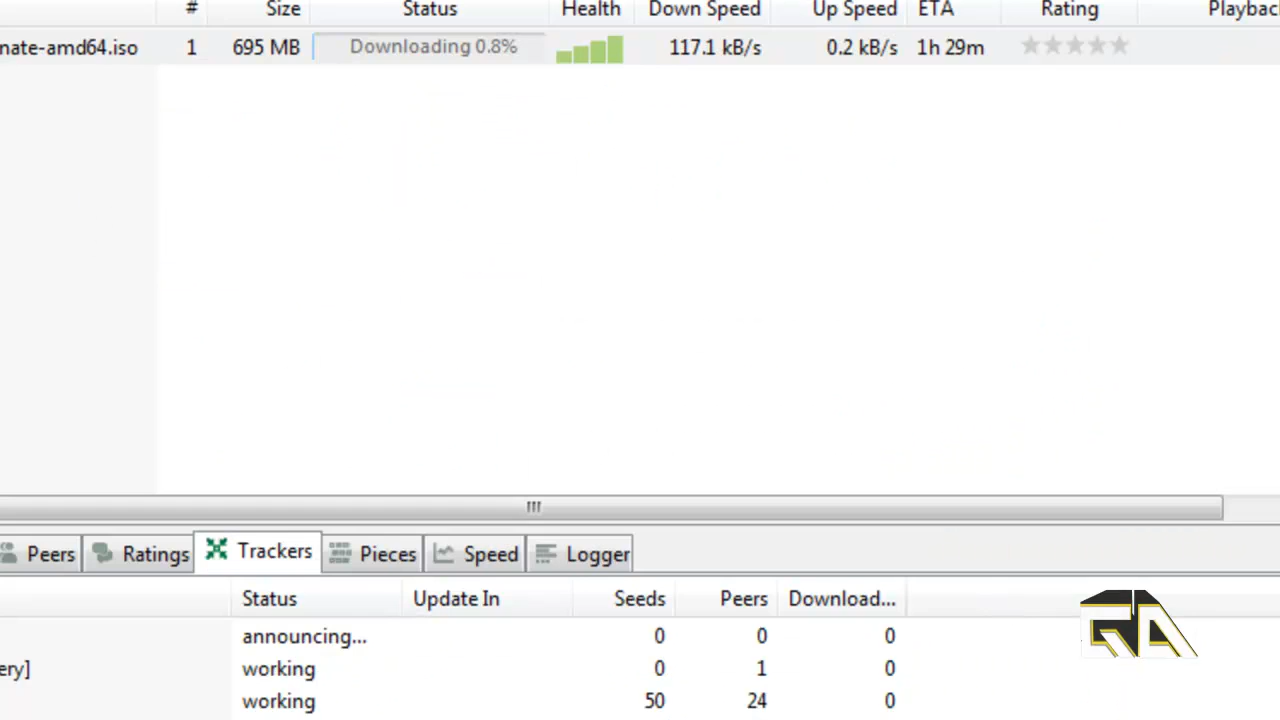 # Size Status Health Down Speed Up Speed ETA Rating Playbac
nate-amd64.iso 1 695 MB Downloading 0.8% 117.1 kB/s 0.2 kB/s 1h 29m
Peers Ratings Trackers Pieces Speed Logger
Status Update In Seeds Peers Download...
announcing... 0 0 0
ery] working 0 1 0
working 50 24 0